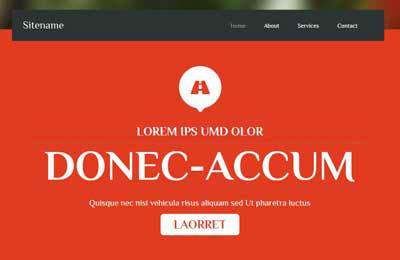 Sitename
home About Services Contact
LOREM IPS UMD OLOR
DONEC-ACCUM
Quisque nec nisl vehicula risus aliquam sed Ut pharetra luctus
LAORRET